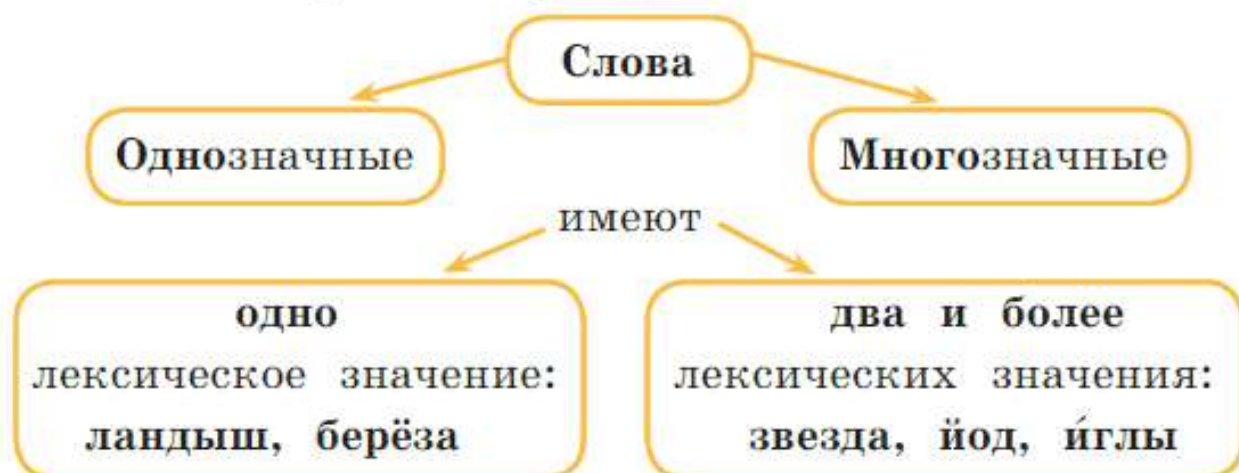 Слова
Однозначные Многозначные
имеют
одно два и более
лексическое значение: лексических значения:
ландыш, берёза звезда, йод, и́глы